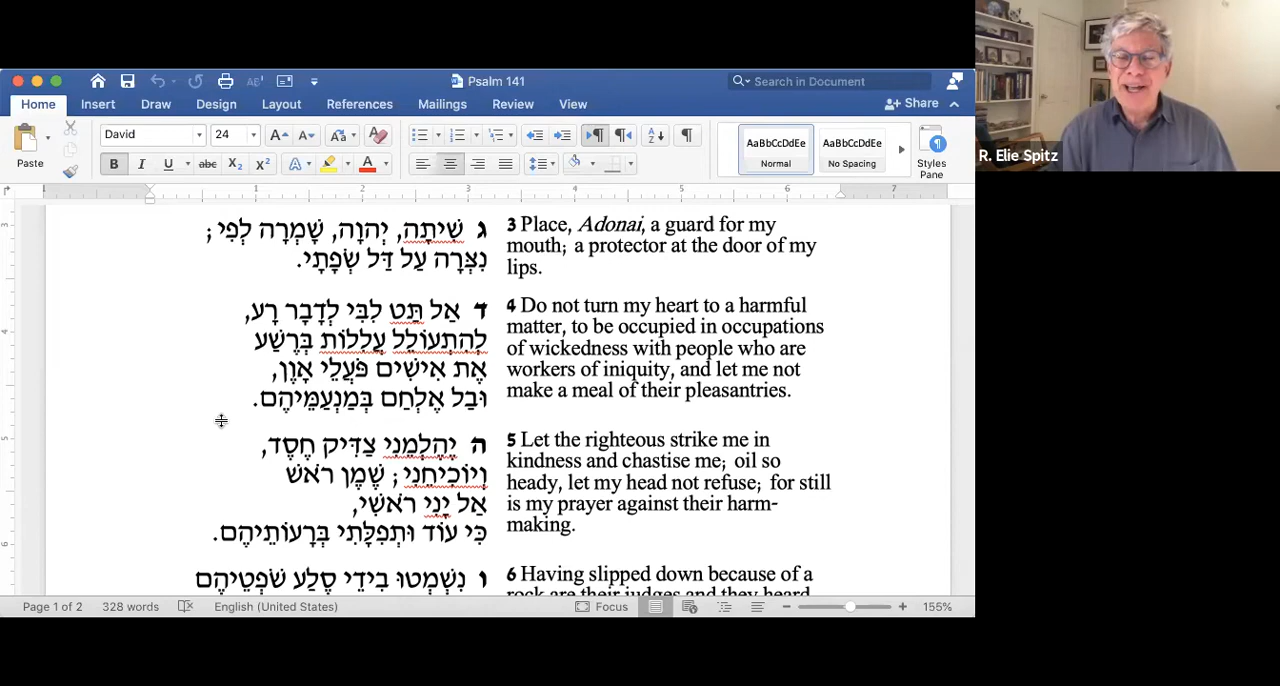 Psalm 141
Search in Document
Home Insert Draw Design Layout References Mailings Review View
Share
R. Elie Spitz
David 24
Paste
AaBbCcDdEe AaBbCcDdEe
Normal No Spacing
Styles
Pane
ג שִׁיתָה, יְהוָה, שָׁמְרָה לְפִי ;
נִצְּרָה עַל דַּל שְׂפָתָי.
3 Place, Adonai, a guard for my
mouth; a protector at the door of my
lips.
ד אַל תַּט לִבִּי לְדָבָר רָע,
לְהִתְעוֹלֵל עֲלִלוֹת בְּרֶשַׁע
אֶת אִישִׁים פֹּעֲלֵי אָוֶן,
וּבַל אֶלְחַם בְּמַנְעַמֵּיהֶם.
4 Do not turn my heart to a harmful
matter, to be occupied in occupations
of wickedness with people who are
workers of iniquity, and let me not
make a meal of their pleasantries.
ה יֶהֶלְמֵנִי צַדִּיק חֶסֶד,
וְיוֹכִיחֵנִי ; שֶׁמֶן רֹאשׁ
אַל יָנִי רֹאשִׁי,
כִּי עוֹד וּתְפִלָּתִי בְּרָעוֹתֵיהֶם.
5 Let the righteous strike me in
kindness and chastise me; oil so
heady, let my head not refuse; for still
is my prayer against their harm-
making.
ו נִשְׁמְטוּ בִידֵי סֶלַע שֹׁפְטֵיהֶם
6 Having slipped down because of a
rock are their judges and they heard
Page 1 of 2 328 words English (United States) Focus 155%